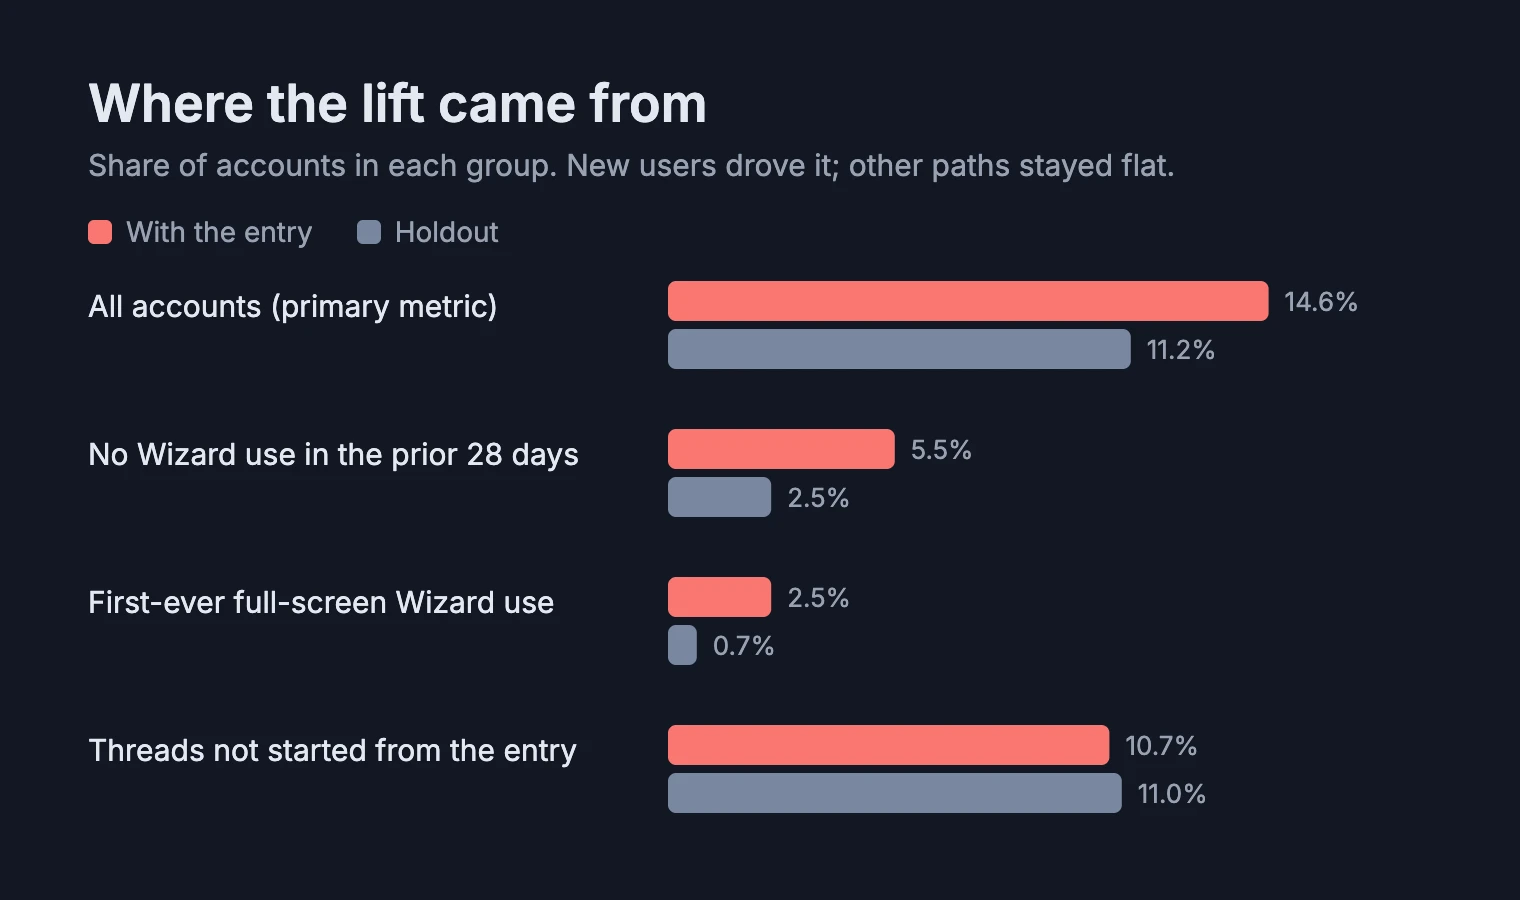 Where the lift came from
Share of accounts in each group. New users drove it; other paths stayed flat.
With the entry
Holdout
All accounts (primary metric)
14.6%
11.2%
No Wizard use in the prior 28 days
5.5%
2.5%
First-ever full-screen Wizard use
2.5%
0.7%
Threads not started from the entry
10.7%
11.0%